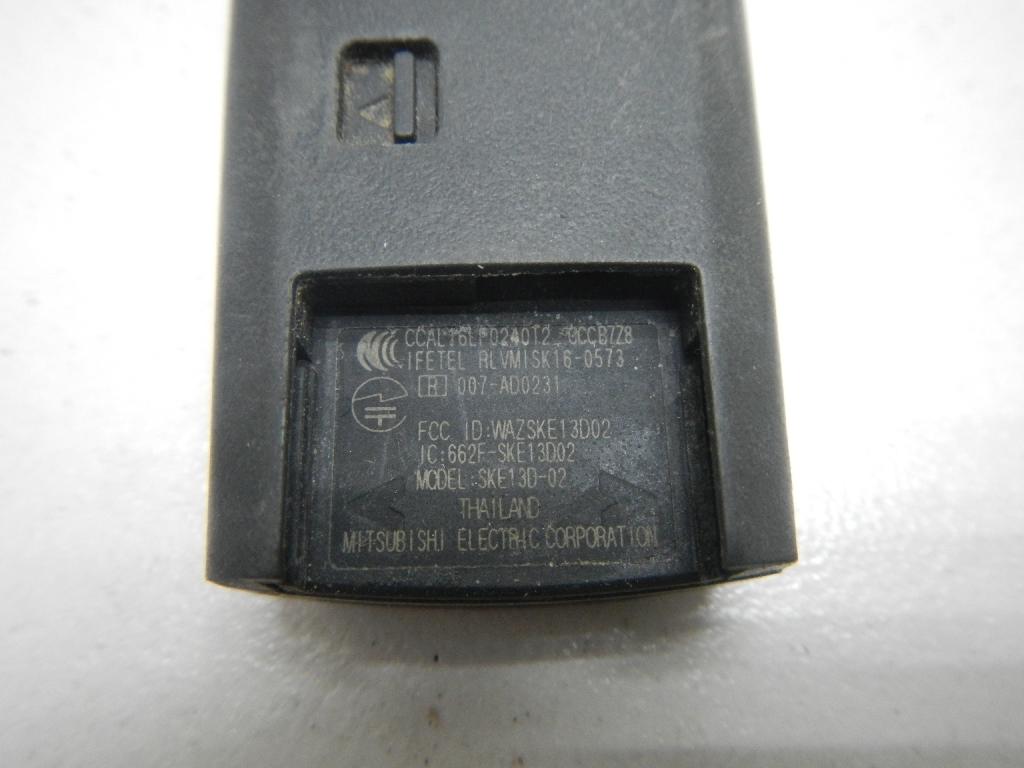 IFETEL RLVMISK16-0573
R 007-AD0231
FCC ID:WAZSKE13D02
IC:662F-SKE13D02
MODEL:SKE13D-02
THAILAND
MITSUBISHI ELECTRIC CORPORATION